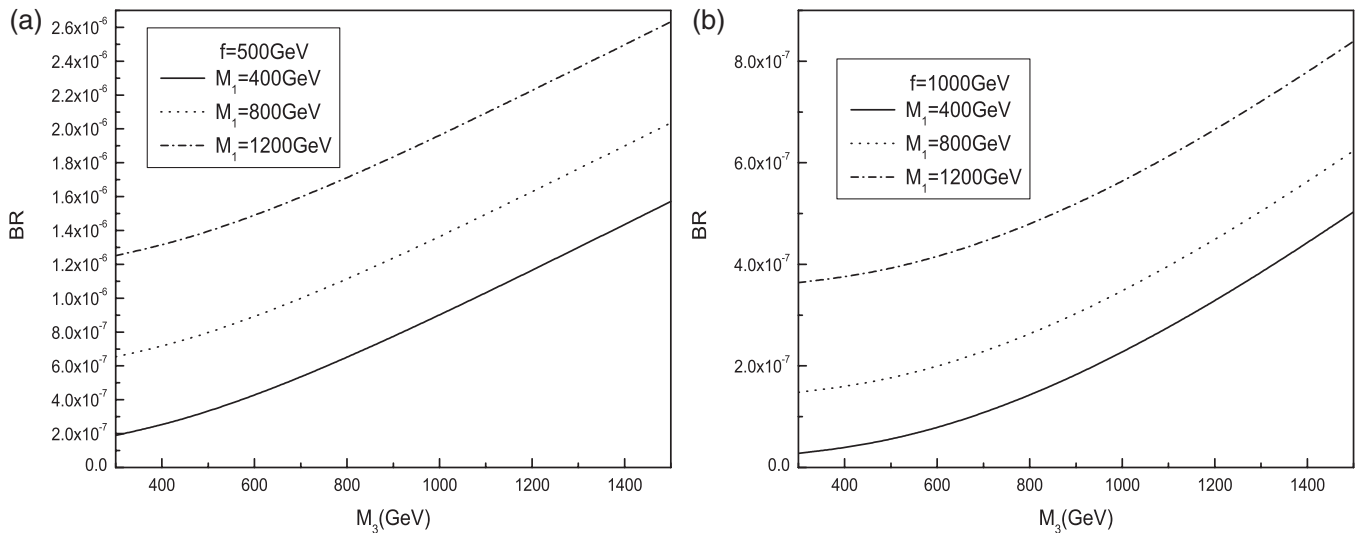 (a)
2.6x10⁻⁶
2.4x10⁻⁶
2.2x10⁻⁶
2.0x10⁻⁶
1.8x10⁻⁶
1.6x10⁻⁶
1.4x10⁻⁶
1.2x10⁻⁶
1.0x10⁻⁶
8.0x10⁻⁷
6.0x10⁻⁷
4.0x10⁻⁷
2.0x10⁻⁷
0.0
BR
f=500GeV
M₁=400GeV
M₁=800GeV
M₁=1200GeV
400 600 800 1000 1200 1400
M₃(GeV)
(b)
8.0x10⁻⁷
6.0x10⁻⁷
4.0x10⁻⁷
2.0x10⁻⁷
0.0
BR
f=1000GeV
M₁=400GeV
M₁=800GeV
M₁=1200GeV
400 600 800 1000 1200 1400
M₃(GeV)